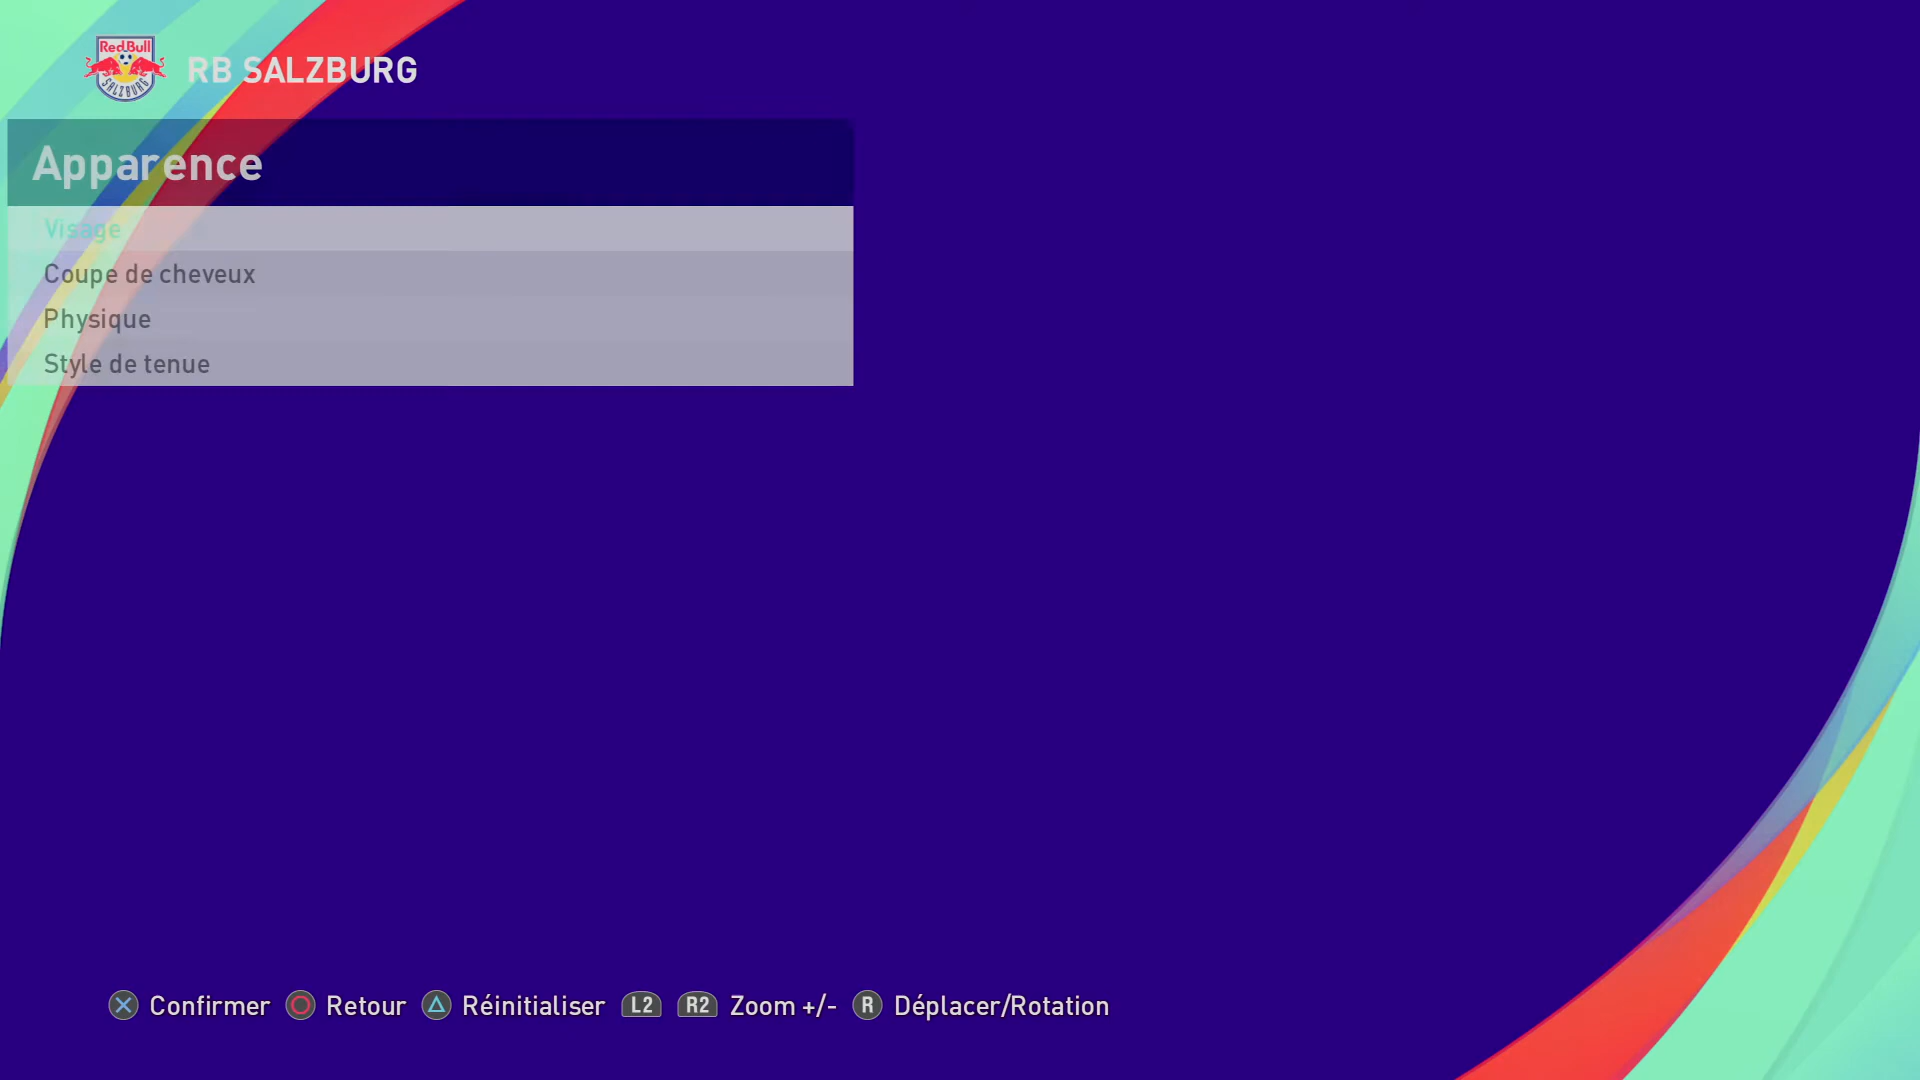 Red Bull
SALZBURG
RB SALZBURG
Apparence
Visage
Coupe de cheveux
Physique
Style de tenue
Confirmer Retour Réinitialiser L2 R2 Zoom +/- R Déplacer/Rotation